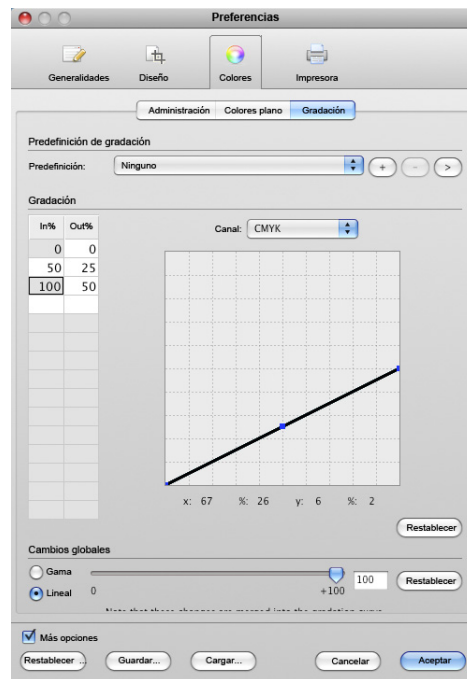 Preferencias
Generalidades Diseño Colores Impresora
Administración Colores plano Gradación
Predefinición de gradación
Predefinición: Ninguno + - >
Gradación
In% Out% Canal: CMYK
0 0
50 25
100 50
x: 67 %: 26 y: 6 %: 2
Restablecer
Cambios globales
Gama
Lineal 0 +100 100 Restablecer
Note that these changes are merged into the gradation curve
Más opciones
Restablecer .. Guardar... Cargar... Cancelar Aceptar